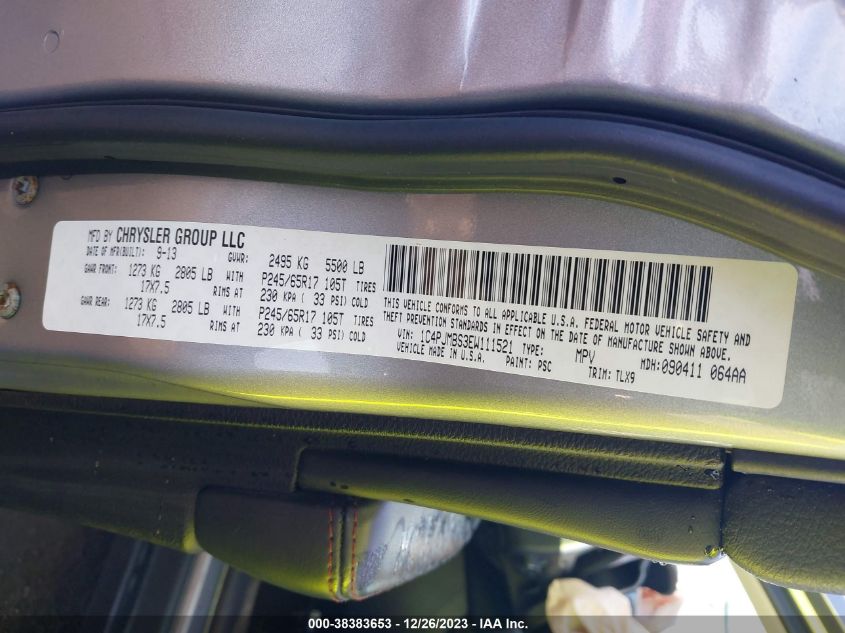 MFD BY CHRYSLER GROUP LLC
DATE OF MFR(BUILT): 9-13 GVWR: 2495 KG 5500 LB
GAWR FRONT: 1273 KG 2805 LB WITH P245/65R17 105T TIRES
17X7.5 RIMS AT 230 KPA ( 33 PSI) COLD
GAWR REAR: 1273 KG 2805 LB WITH P245/65R17 105T TIRES
17X7.5 RIMS AT 230 KPA ( 33 PSI) COLD
THIS VEHICLE CONFORMS TO ALL APPLICABLE U.S.A. FEDERAL MOTOR VEHICLE SAFETY AND
THEFT PREVENTION STANDARDS IN EFFECT ON THE DATE OF MANUFACTURE SHOWN ABOVE.
VIN: 1C4PJMBS3EW111521 TYPE: MPV MDH:090411 064AA
VEHICLE MADE IN U.S.A. PAINT: PSC TRIM: TLX9
000-38383653 - 12/26/2023 - IAA Inc.